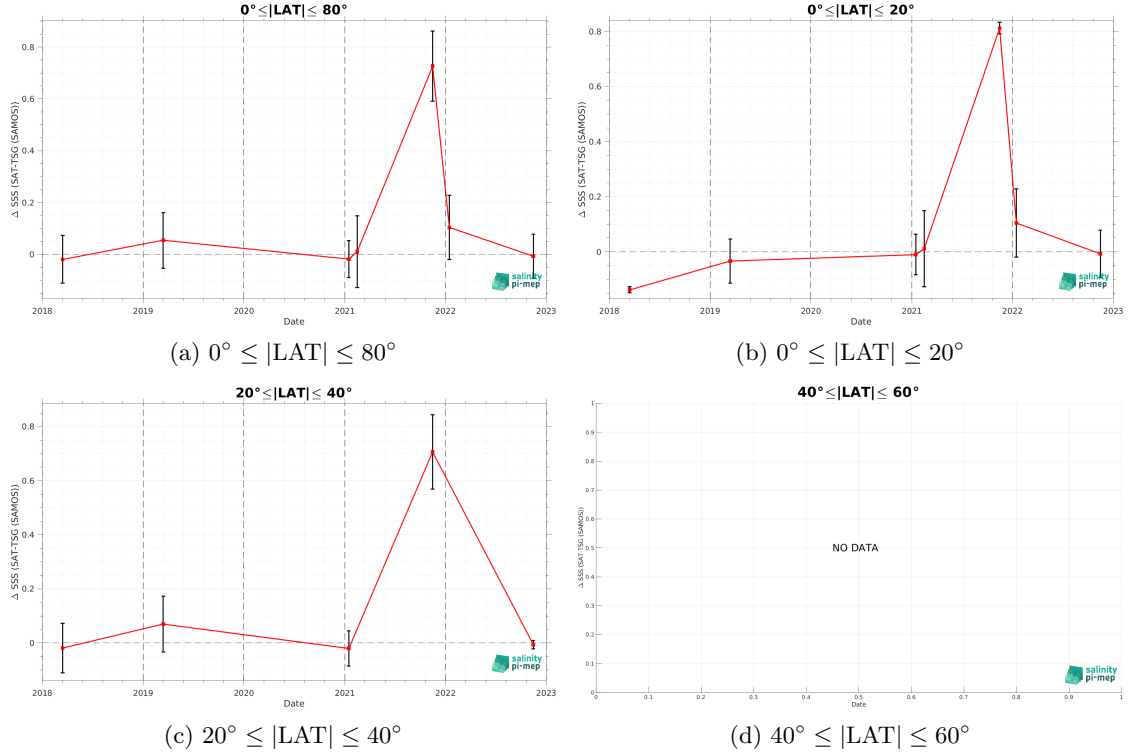 0°≤|LAT|≤ 80°
0.8
0.6
0.4
0.2
0
Δ SSS (SAT-TSG (SAMOS))
2018
2019
2020
2021
2022
2023
Date
salinity
pi-mep
(a) 0° ≤ |LAT| ≤ 80°
0°≤|LAT|≤ 20°
0.8
0.6
0.4
0.2
0
Δ SSS (SAT-TSG (SAMOS))
2018
2019
2020
2021
2022
2023
Date
salinity
pi-mep
(b) 0° ≤ |LAT| ≤ 20°
20°≤|LAT|≤ 40°
0.8
0.6
0.4
0.2
0
Δ SSS (SAT-TSG (SAMOS))
2018
2019
2020
2021
2022
2023
Date
salinity
pi-mep
(c) 20° ≤ |LAT| ≤ 40°
40°≤|LAT|≤ 60°
1
0.9
0.8
0.7
0.6
0.5
0.4
0.3
0.2
0.1
0
Δ SSS (SAT-TSG (SAMOS))
NO DATA
0
0.1
0.2
0.3
0.4
0.5
0.6
0.7
0.8
0.9
1
Date
salinity
pi-mep
(d) 40° ≤ |LAT| ≤ 60°